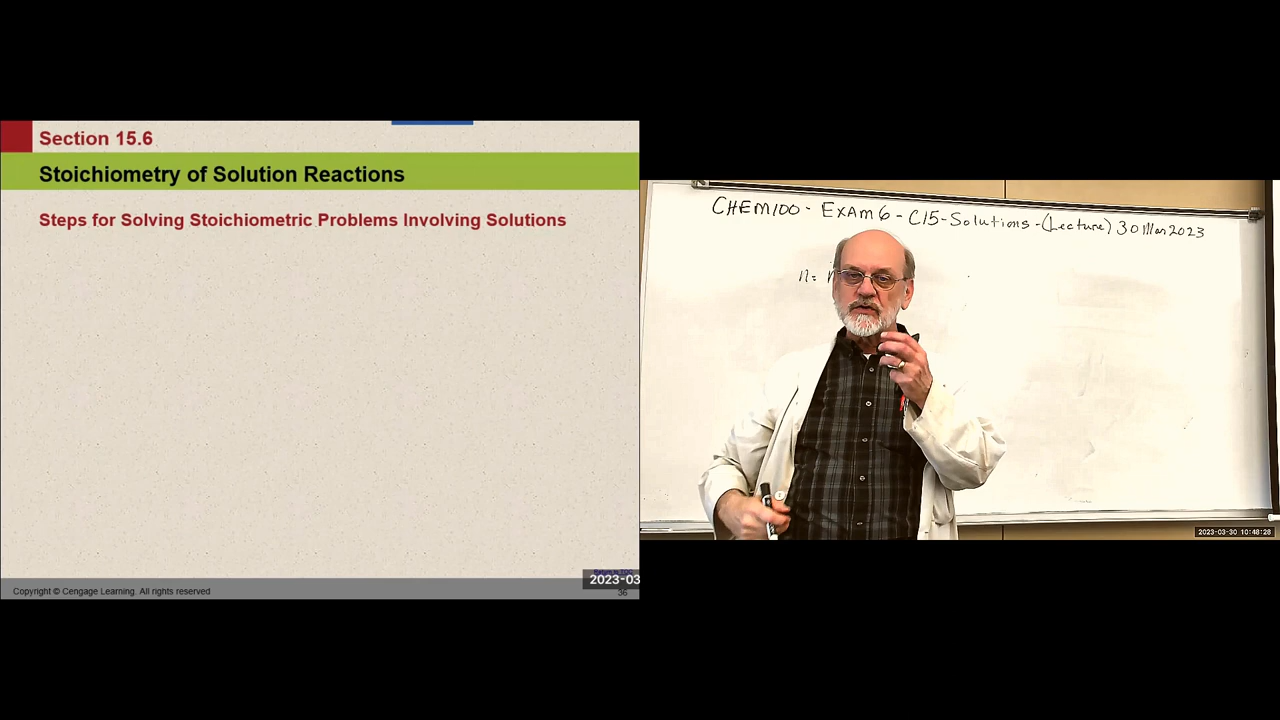 Section 15.6
Stoichiometry of Solution Reactions
Steps for Solving Stoichiometric Problems Involving Solutions
2023-03
Copyright © Cengage Learning. All rights reserved
36
CHEM100 - EXAM 6 - C15 - Solutions - (Lecture) 30 Mar 2023
n=
2023-03-30 10:48:28